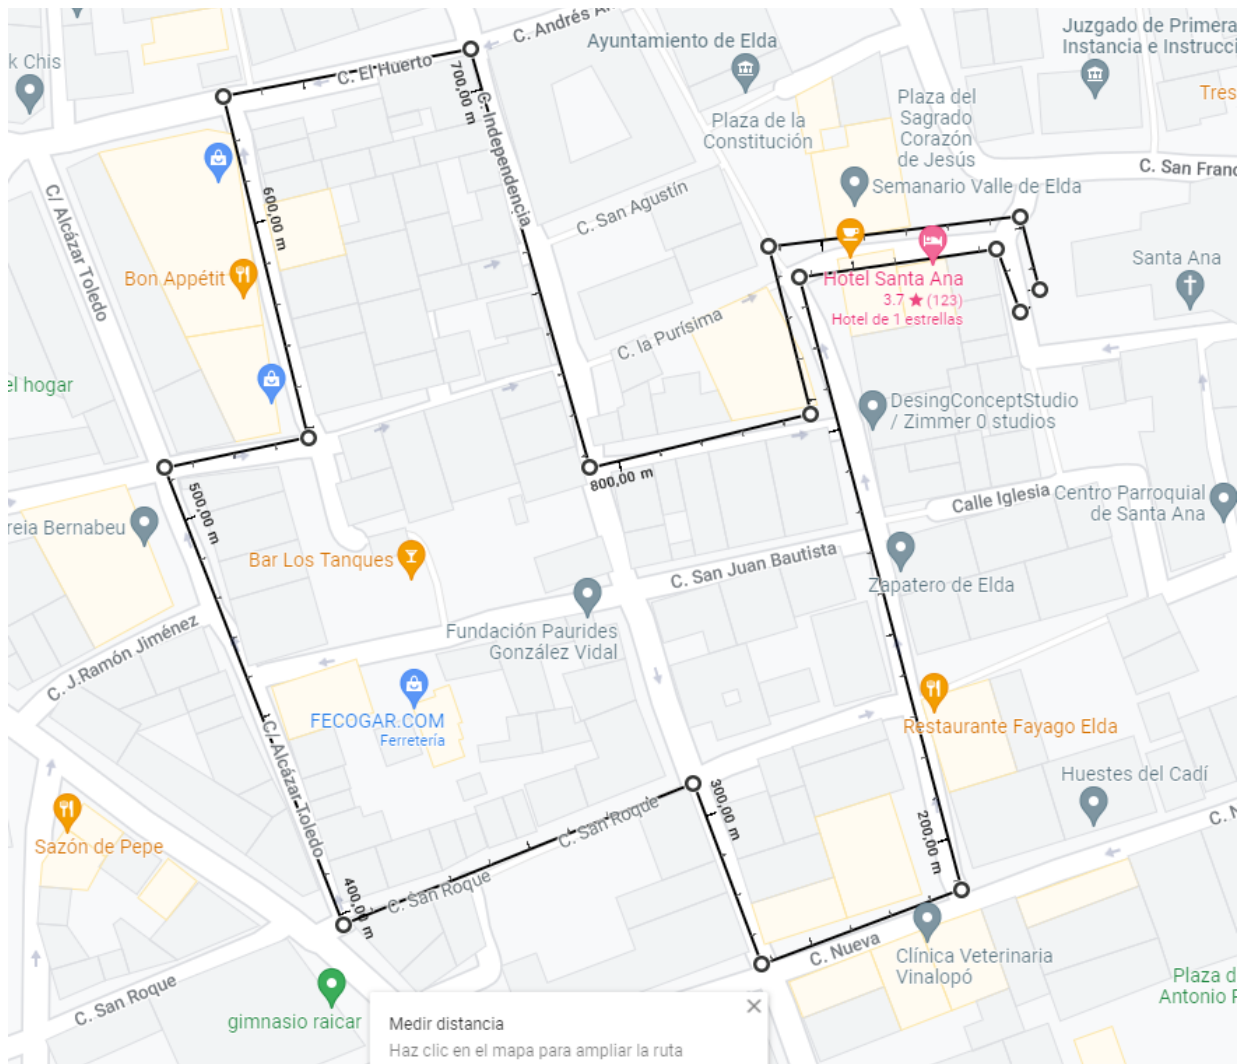 C. Andrés A
Juzgado de Primera
Instancia e Instrucci
Ayuntamiento de Elda
k Chis
C. El Huerto
700,00 m
Tres
Plaza del
Sagrado
Corazón
de Jesús
Plaza de la
Constitución
C. Independencia
C. San Franc
Semanario Valle de Elda
C/ Alcázar Toledo
600,00 m
C. San Agustín
Bon Appétit
Santa Ana
Hotel Santa Ana
3.7 ★ (123)
Hotel de 1 estrellas
C. la Purísima
el hogar
DesingConceptStudio
/ Zimmer 0 studios
800,00 m
500,00 m
Calle Iglesia
Centro Parroquial
de Santa Ana
reia Bernabeu
Bar Los Tanques
C. San Juan Bautista
Zapatero de Elda
Fundación Paurides
González Vidal
C. J.Ramón Jiménez
FECOGAR.COM
Ferretería
C/ Alcázar Toledo
Restaurante Fayago Elda
Huestes del Cadí
300,00 m
200,00 m
C. N
Sazón de Pepe
C. San Roque
C. San Roque
400,00 m
C. Nueva
Clínica Veterinaria
Vinalopó
C. San Roque
gimnasio raicar
Plaza d
Antonio P
Medir distancia
Haz clic en el mapa para ampliar la ruta